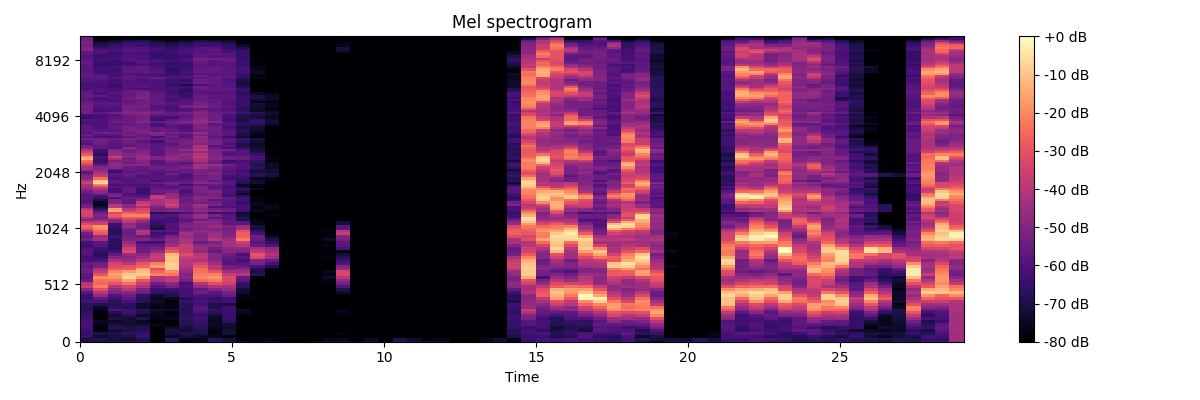 Mel spectrogram
Hz
8192
4096
2048
1024
512
0
0 5 10 15 20 25
Time
+0 dB
-10 dB
-20 dB
-30 dB
-40 dB
-50 dB
-60 dB
-70 dB
-80 dB